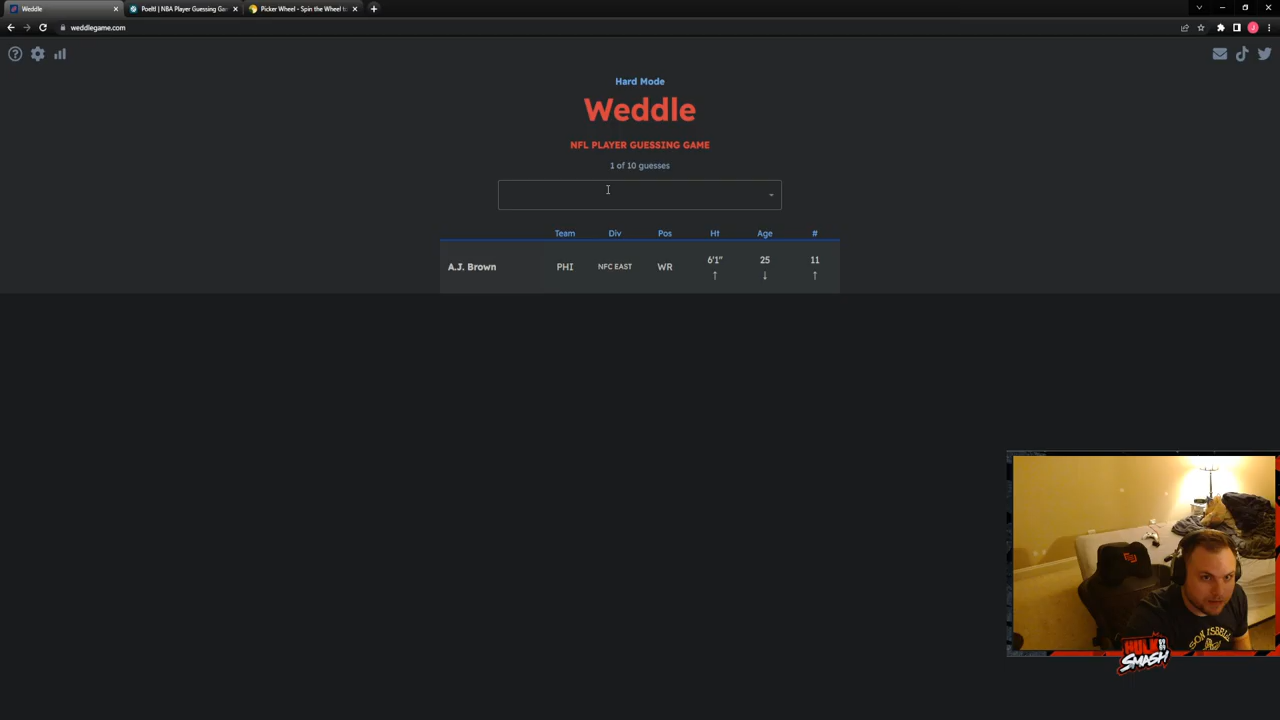 Weddle
Poeltl | NBA Player Guessing Ga
Picker Wheel - Spin the Wheel to
weddlegame.com
J
Hard Mode
Weddle
NFL PLAYER GUESSING GAME
1 of 10 guesses
Team Div Pos Ht Age #
A.J. Brown PHI NFC EAST WR 6'1" 25 11
↑ ↓ ↑
HULK
SMASH